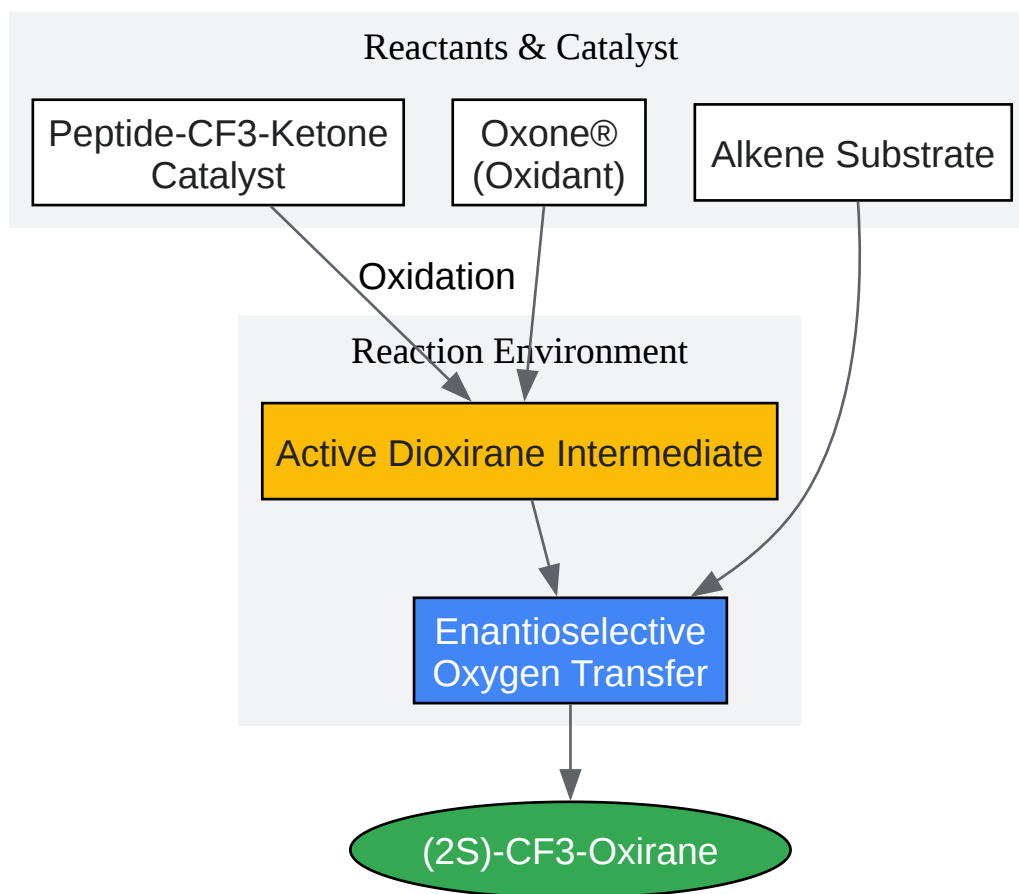 Reactants & Catalyst
Peptide-CF3-Ketone
Catalyst
Oxone®
(Oxidant)
Alkene Substrate
Oxidation
Reaction Environment
Active Dioxirane Intermediate
Enantioselective
Oxygen Transfer
(2S)-CF3-Oxirane